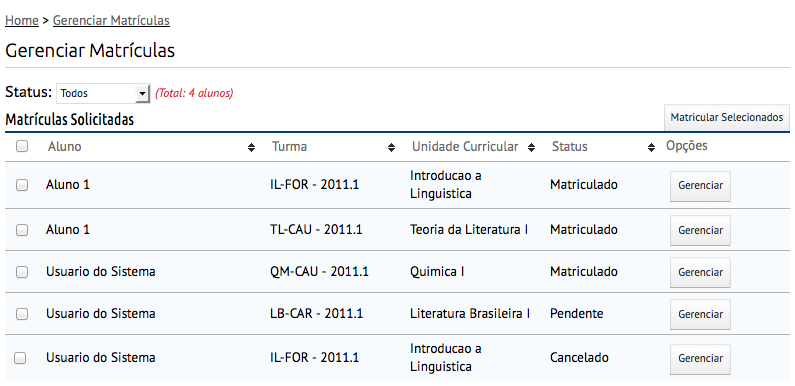 Home > Gerenciar Matrículas
Gerenciar Matrículas
Status: Todos (Total: 4 alunos)
Matrículas Solicitadas Matricular Selecionados
Aluno Turma Unidade Curricular Status Opções
Aluno 1 IL-FOR - 2011.1 Introducao a Linguistica Matriculado Gerenciar
Aluno 1 TL-CAU - 2011.1 Teoria da Literatura I Matriculado Gerenciar
Usuario do Sistema QM-CAU - 2011.1 Quimica I Matriculado Gerenciar
Usuario do Sistema LB-CAR - 2011.1 Literatura Brasileira I Pendente Gerenciar
Usuario do Sistema IL-FOR - 2011.1 Introducao a Linguistica Cancelado Gerenciar